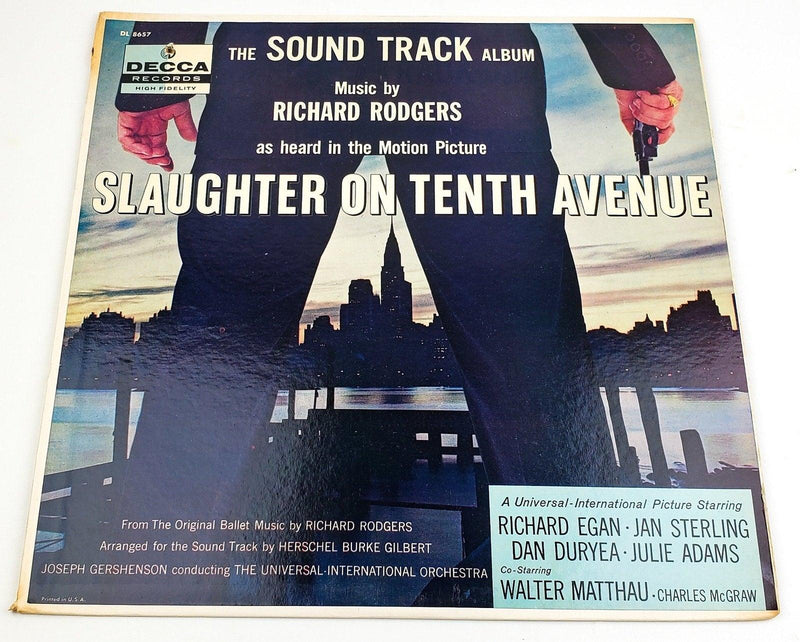 DL 8657
DECCA
RECORDS
HIGH FIDELITY
THE SOUND TRACK ALBUM
Music by
RICHARD RODGERS
as heard in the Motion Picture
SLAUGHTER ON TENTH AVENUE
From The Original Ballet Music by RICHARD RODGERS
Arranged for the Sound Track by HERSCHEL BURKE GILBERT
JOSEPH GERSHENSON conducting THE UNIVERSAL-INTERNATIONAL ORCHESTRA
Printed in U.S.A.
A Universal-International Picture Starring
RICHARD EGAN · JAN STERLING
DAN DURYEA · JULIE ADAMS
Co-Starring
WALTER MATTHAU · CHARLES McGRAW